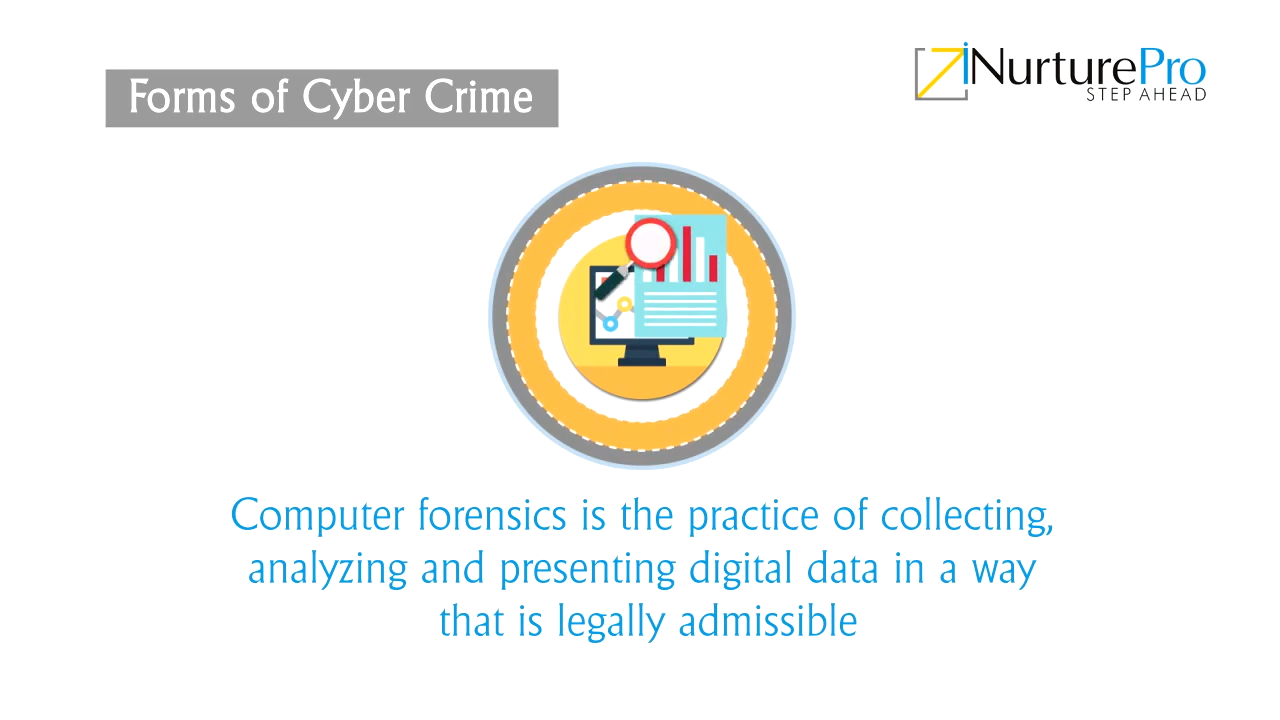 Forms of Cyber Crime
iNurturePro
STEP AHEAD
Computer forensics is the practice of collecting,
analyzing and presenting digital data in a way
that is legally admissible